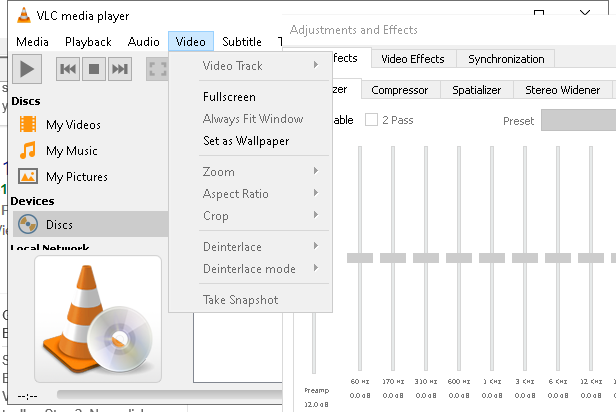 VLC media player
Media Playback Audio Video Subtitle T
Adjustments and Effects
ffects Video Effects Synchronization
zer Compressor Spatializer Stereo Widener
able 2 Pass Preset
Discs
My Videos
My Music
My Pictures
Devices
Discs
Local Network
Video Track
Fullscreen
Always Fit Window
Set as Wallpaper
Zoom
Aspect Ratio
Crop
Deinterlace
Deinterlace mode
Take Snapshot
60 Hz 170 Hz 310 Hz 600 Hz 1 KHz 3 KHz 6 KHz 12 KHz
Preamp 0.0 dB 0.0 dB 0.0 dB 0.0 dB 0.0 dB 0.0 dB 0.0 dB 0.0 dB
12.0 dB
--:--